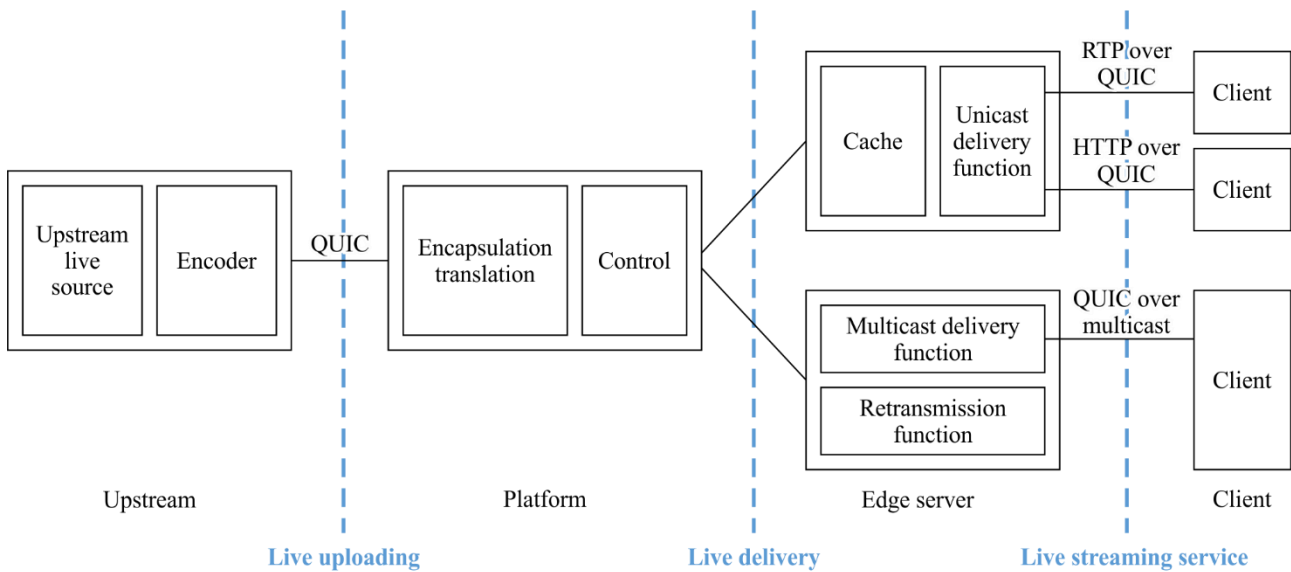 Upstream
live
source
Encoder
QUIC
Encapsulation
translation
Control
Cache
Unicast
delivery
function
RTP over
QUIC
Client
HTTP over
QUIC
Client
Multicast delivery
function
Retransmission
function
QUIC over
multicast
Client
Upstream
Platform
Edge server
Client
Live uploading
Live delivery
Live streaming service